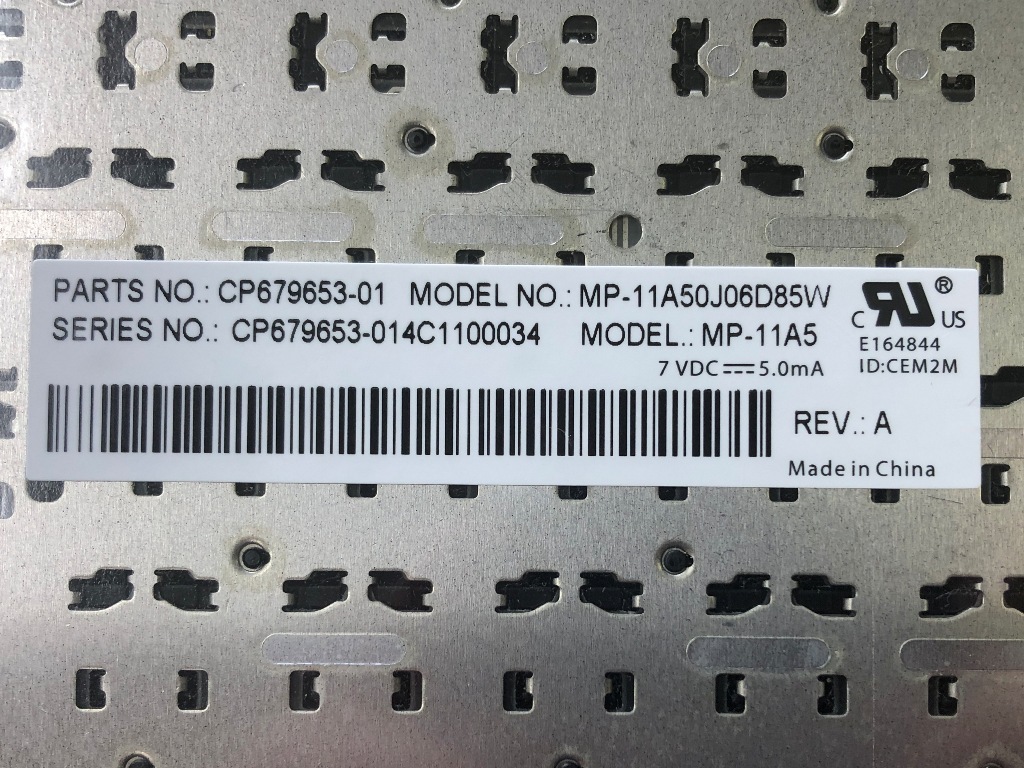 PARTS NO.: CP679653-01 MODEL NO.: MP-11A50J06D85W
SERIES NO.: CP679653-014C1100034 MODEL.: MP-11A5
7 VDC⎓5.0mA
C RU® US
E164844
ID:CEM2M
REV.: A
Made in China